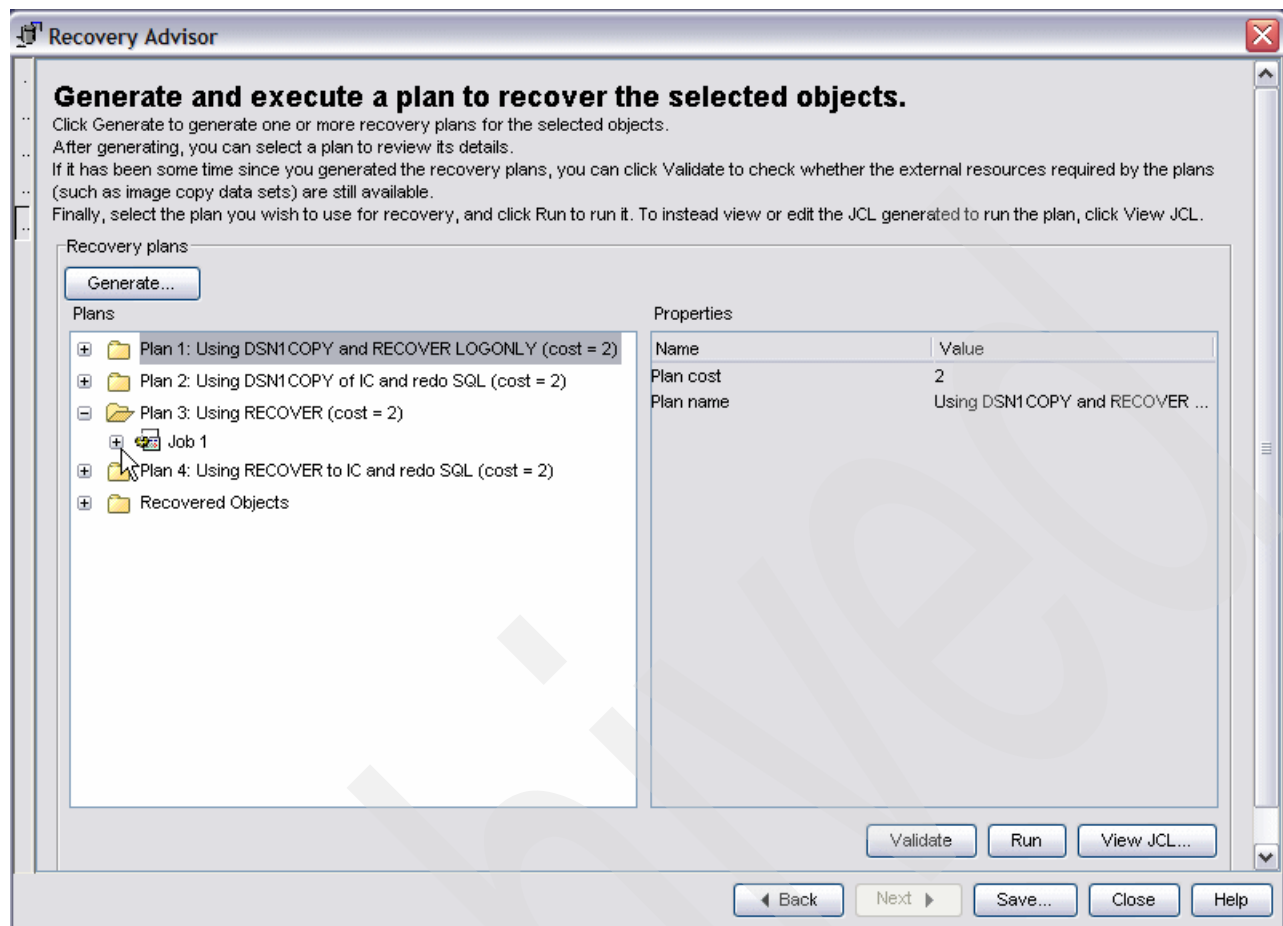 Recovery Advisor
Generate and execute a plan to recover the selected objects.
Click Generate to generate one or more recovery plans for the selected objects.
After generating, you can select a plan to review its details.
If it has been some time since you generated the recovery plans, you can click Validate to check whether the external resources required by the plans
(such as image copy data sets) are still available.
Finally, select the plan you wish to use for recovery, and click Run to run it. To instead view or edit the JCL generated to run the plan, click View JCL.
Recovery plans
Generate...
Plans
Plan 1: Using DSN1COPY and RECOVER LOGONLY (cost = 2)
Plan 2: Using DSN1COPY of IC and redo SQL (cost = 2)
Plan 3: Using RECOVER (cost = 2)
Job 1
Plan 4: Using RECOVER to IC and redo SQL (cost = 2)
Recovered Objects
Properties
Name Value
Plan cost 2
Plan name Using DSN1COPY and RECOVER ...
Validate Run View JCL...
Back Next Save... Close Help